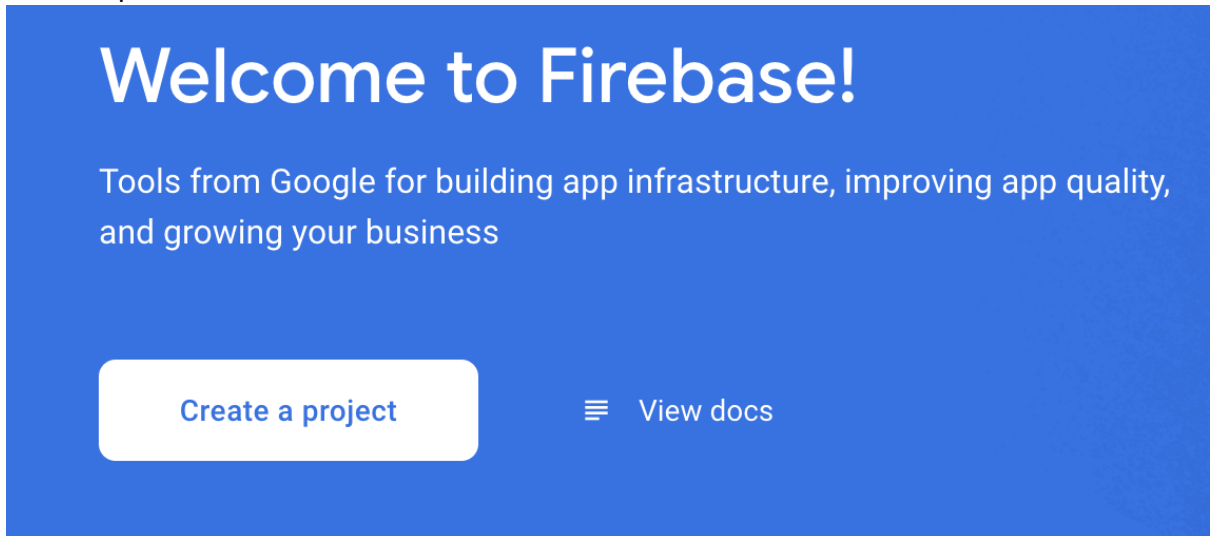 Welcome to Firebase!
Tools from Google for building app infrastructure, improving app quality,
and growing your business
Create a project
View docs